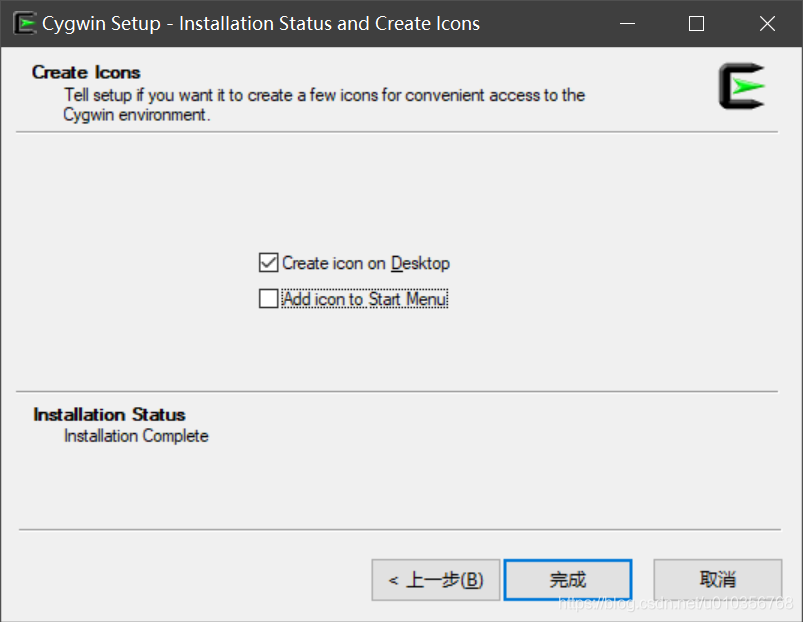 Cygwin Setup - Installation Status and Create Icons
Create Icons
Tell setup if you want it to create a few icons for convenient access to the
Cygwin environment.
Create icon on Desktop
Add icon to Start Menu
Installation Status
Installation Complete
< 上一步(B)
完成
取消
https://blog.csdn.net/u010356768